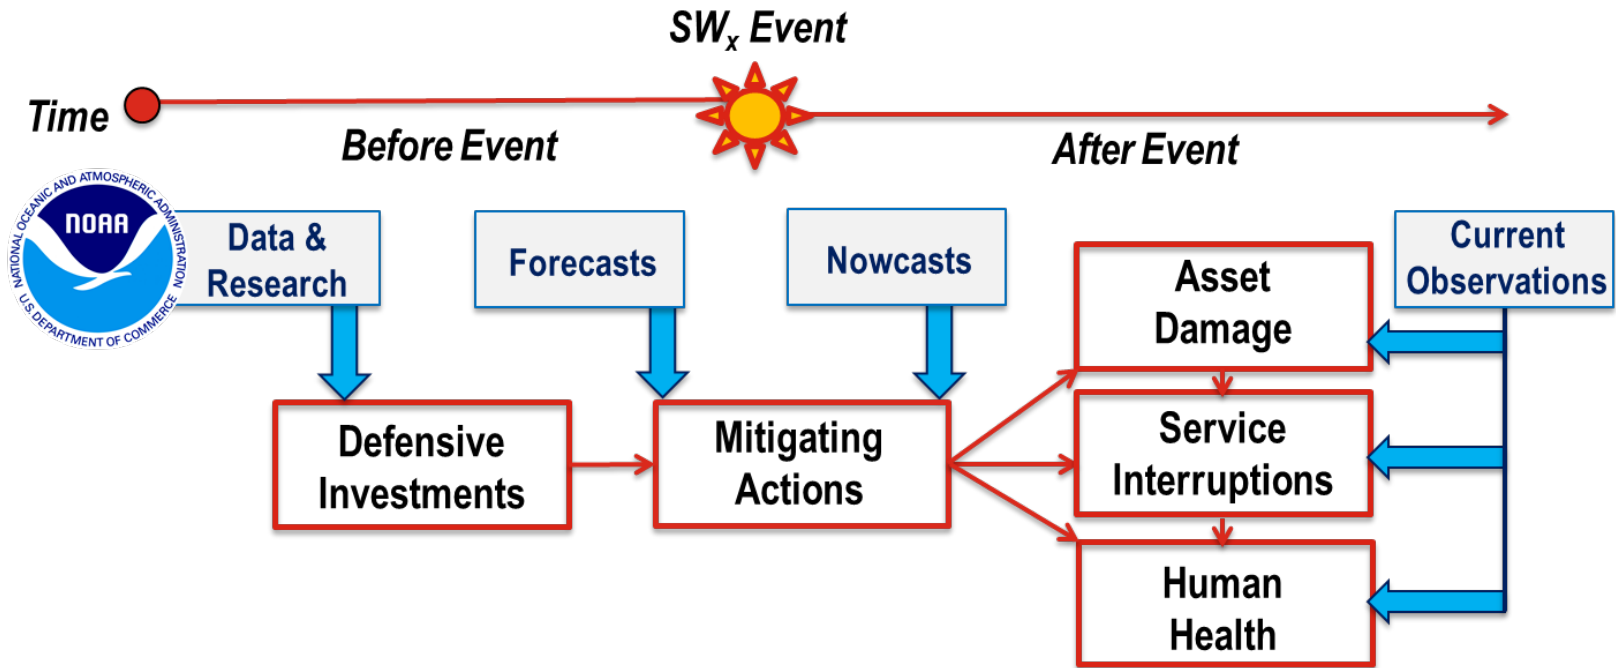 SWx Event
Time
Before Event
After Event
NATIONAL OCEANIC AND ATMOSPHERIC ADMINISTRATION
U.S. DEPARTMENT OF COMMERCE
NOAA
Data &
Research
Forecasts
Nowcasts
Current
Observations
Asset
Damage
Defensive
Investments
Mitigating
Actions
Service
Interruptions
Human
Health